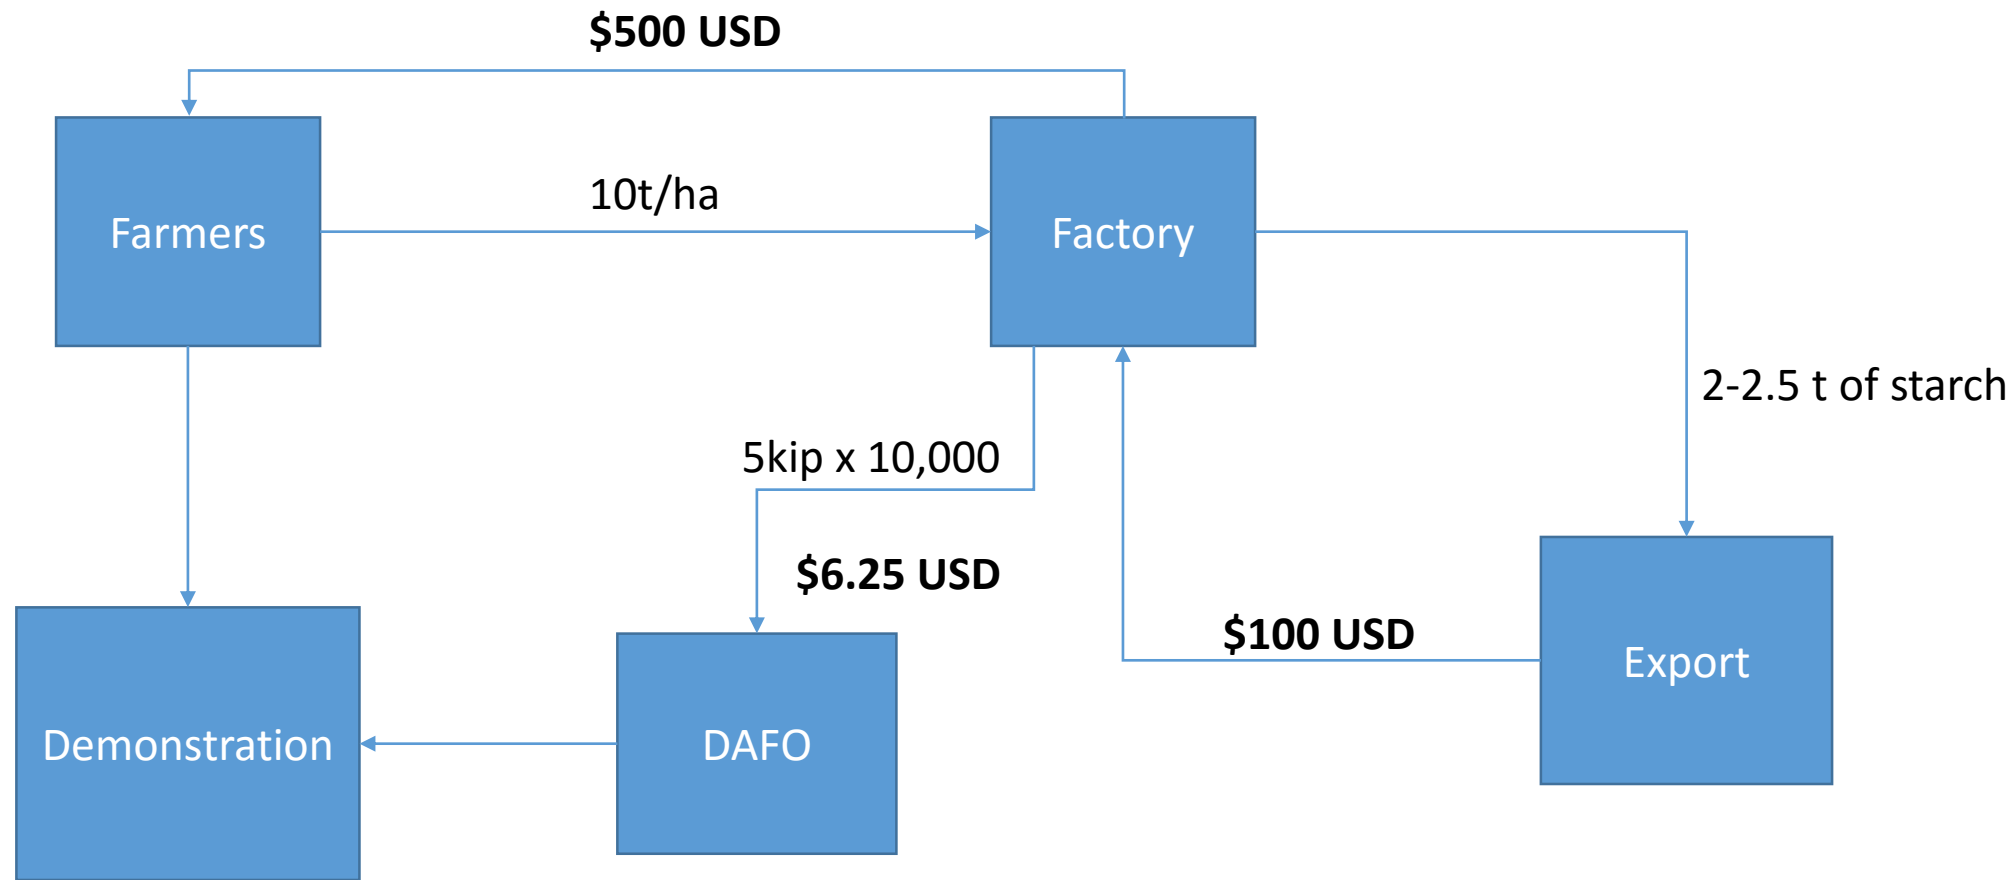 $500 USD
10t/ha
Farmers
Factory
2-2.5 t of starch
5kip x 10,000
$6.25 USD
$100 USD
Export
Demonstration
DAFO